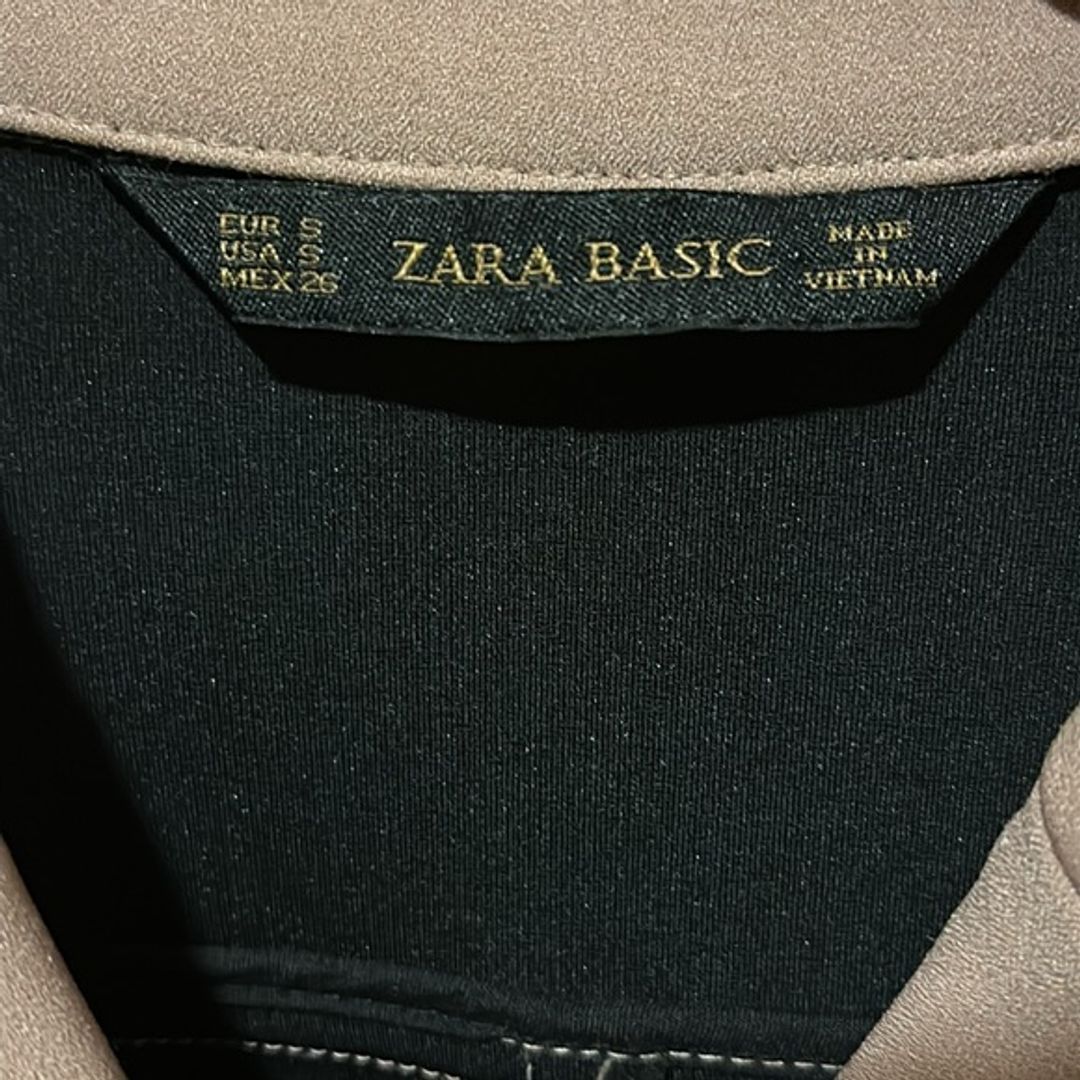 EUR S
USA S
MEX 26
ZARA BASIC
MADE
IN
VIETNAM